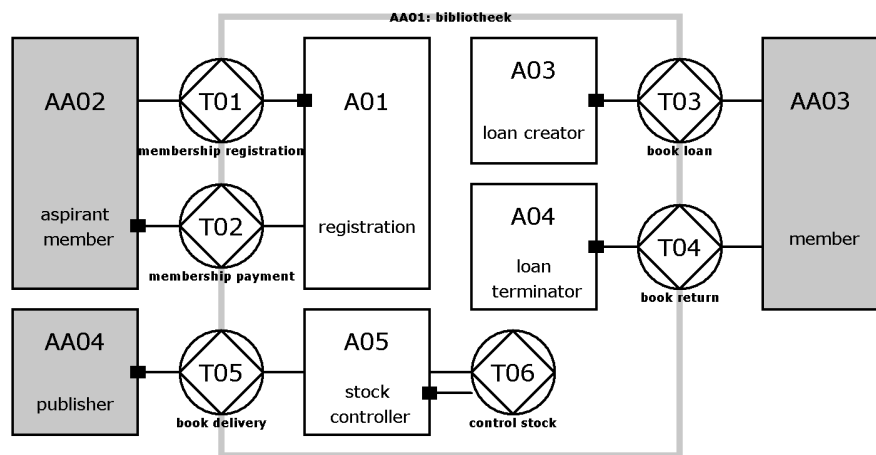 AA01: bibliotheek
AA02
aspirant
member
T01
membership registration
A01
registration
T02
membership payment
A03
loan creator
T03
book loan
AA03
member
A04
loan
terminator
T04
book return
AA04
publisher
T05
book delivery
A05
stock
controller
T06
control stock